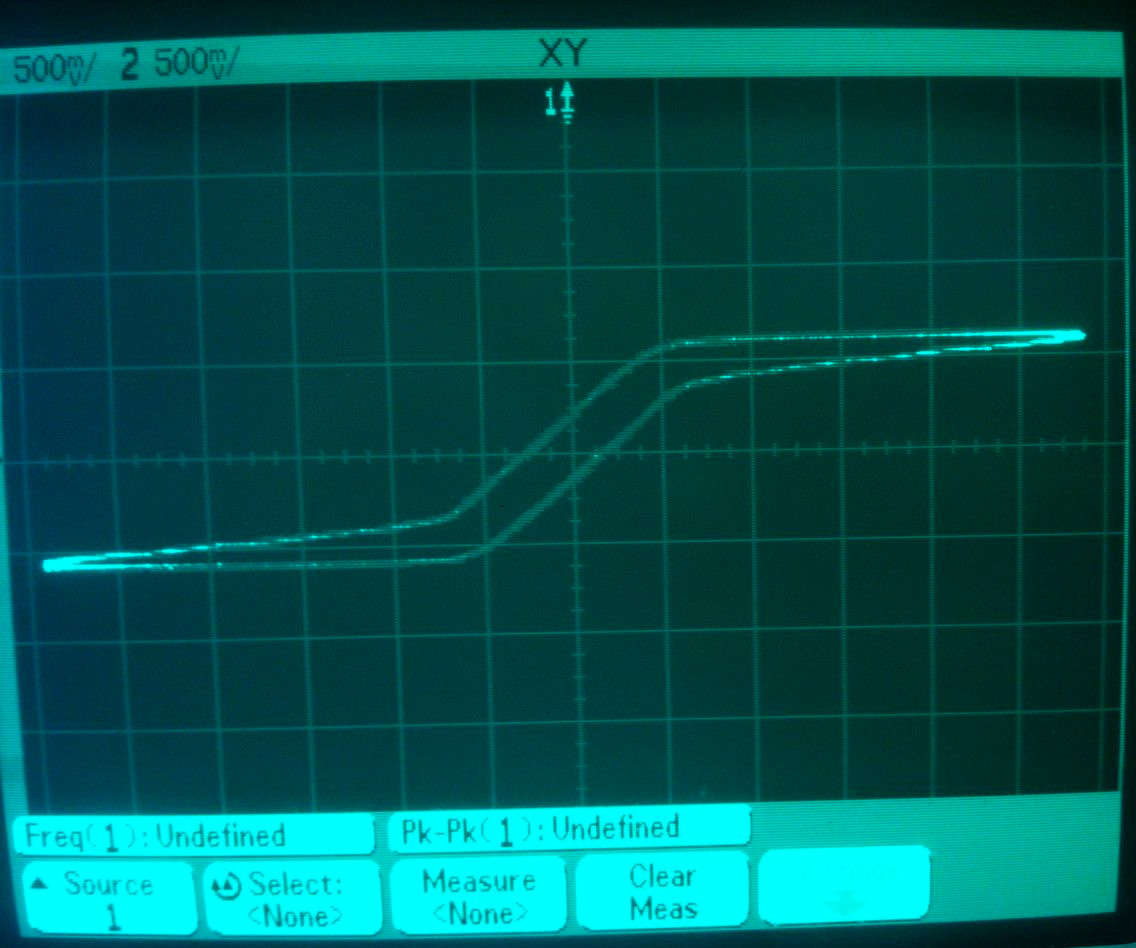 500mV/ 2 500mV/ XY
1
Freq(1):Undefined Pk-Pk(1):Undefined
Source Select: Measure Clear
1 <None> <None> Meas